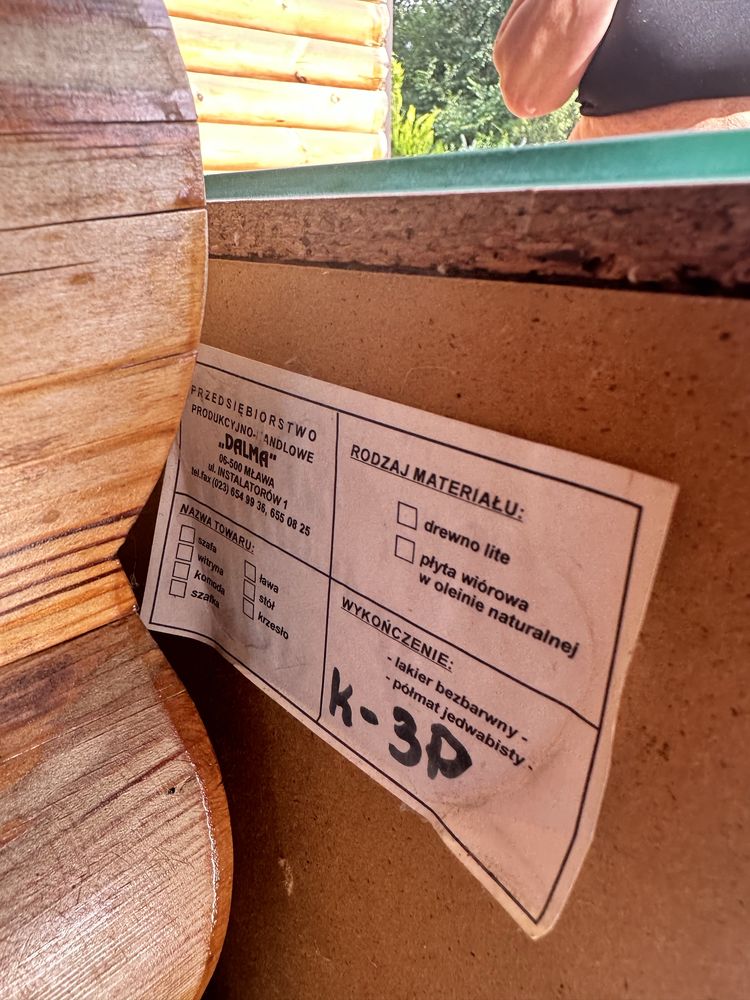 PRZEDSIĘBIORSTWO
PRODUKCYJNO-HANDLOWE
„DALMA"
06-500 MŁAWA
ul. INSTALATORÓW 1
tel.fax (023) 654 99 36, 655 08 25
RODZAJ MATERIAŁU:
drewno lite
płyta wiórowa
w oleinie naturalnej
NAZWA TOWARU:
szafa
witryna
komoda
szafka
ława
stół
krzesło
WYKOŃCZENIE:
- lakier bezbarwny -
- półmat jedwabisty -
K-3D